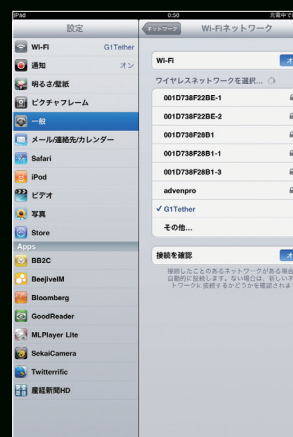 iPad
設定
Wi-Fi G1Tether
通知 オン
明るさ/壁紙
ピクチャフレーム
一般
メール/連絡先/カレンダー
Safari
iPod
ビデオ
写真
Store
Apps
BB2C
BeejiveIM
Bloomberg
GoodReader
MLPlayer Lite
SekaiCamera
Twitterrific
産経新聞HD
0:50 充電中で
ネットワーク Wi-Fiネットワーク
Wi-Fi オ
ワイヤレスネットワークを選択...
001D738F22BE-1
001D738F22BE-2
001D738F28B1
001D738F28B1-1
001D738F28B1-3
advenpro
✓ G1Tether
その他...
接続を確認 オ
接続したことのあるネットワークがある場合
自動的に接続します。ない場合は、新しいネ
トワークに接続するかどうかを確認されま